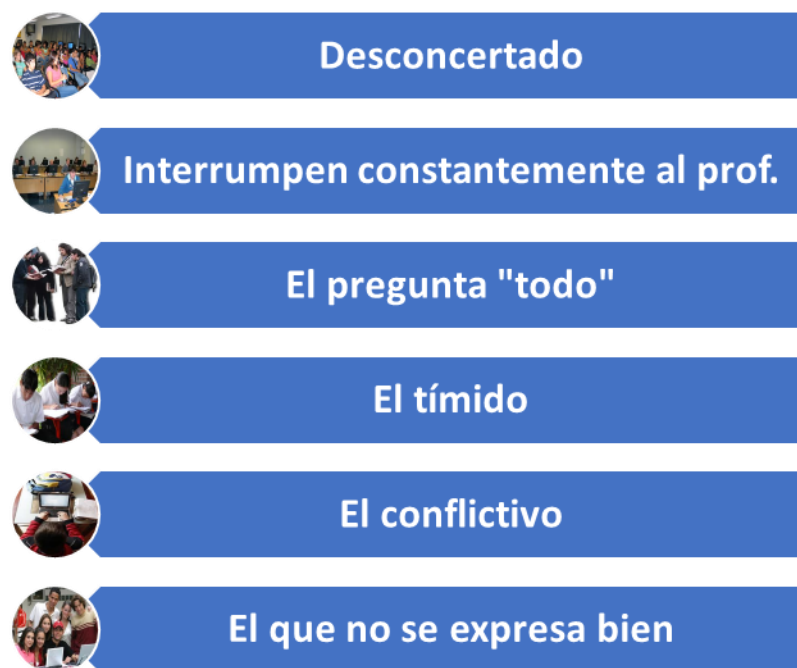 Desconcertado
Interrumpen constantemente al prof.
El pregunta "todo"
El tímido
El conflictivo
El que no se expresa bien